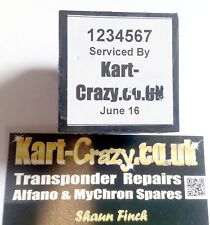 1234567
Serviced By
Kart-
Crazy.co.uk
June 16
Kart-Crazy.co.uk
Transponder Repairs
Alfano & MyChron Spares
Shaun Finch